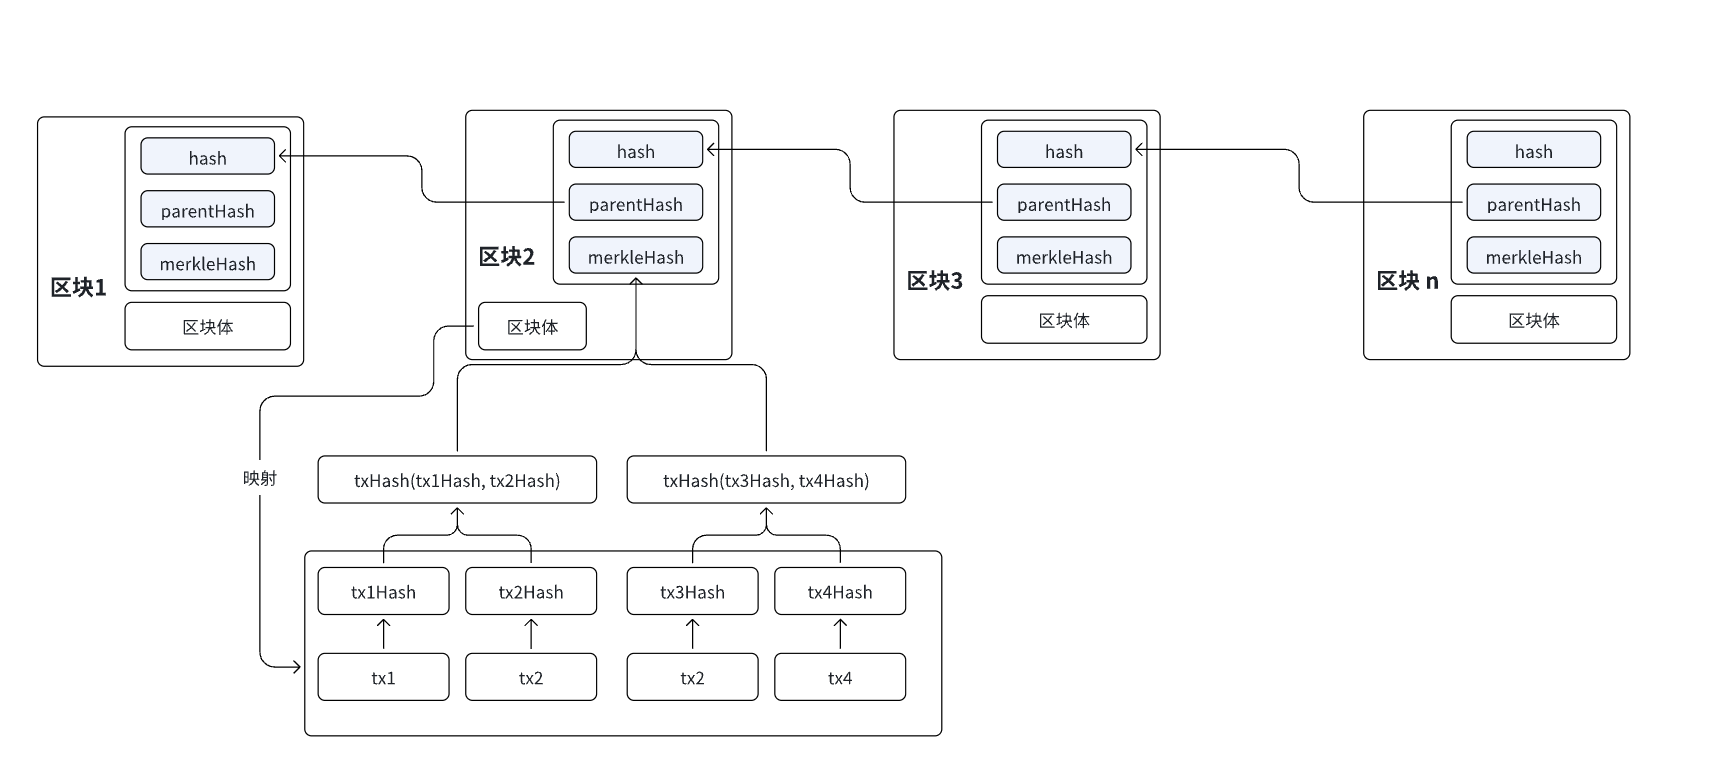 区块1
hash
parentHash
merkleHash
区块体
区块2
hash
parentHash
merkleHash
区块体
区块3
hash
parentHash
merkleHash
区块体
区块 n
hash
parentHash
merkleHash
区块体
映射
txHash(tx1Hash, tx2Hash)
txHash(tx3Hash, tx4Hash)
tx1Hash
tx2Hash
tx3Hash
tx4Hash
tx1
tx2
tx2
tx4